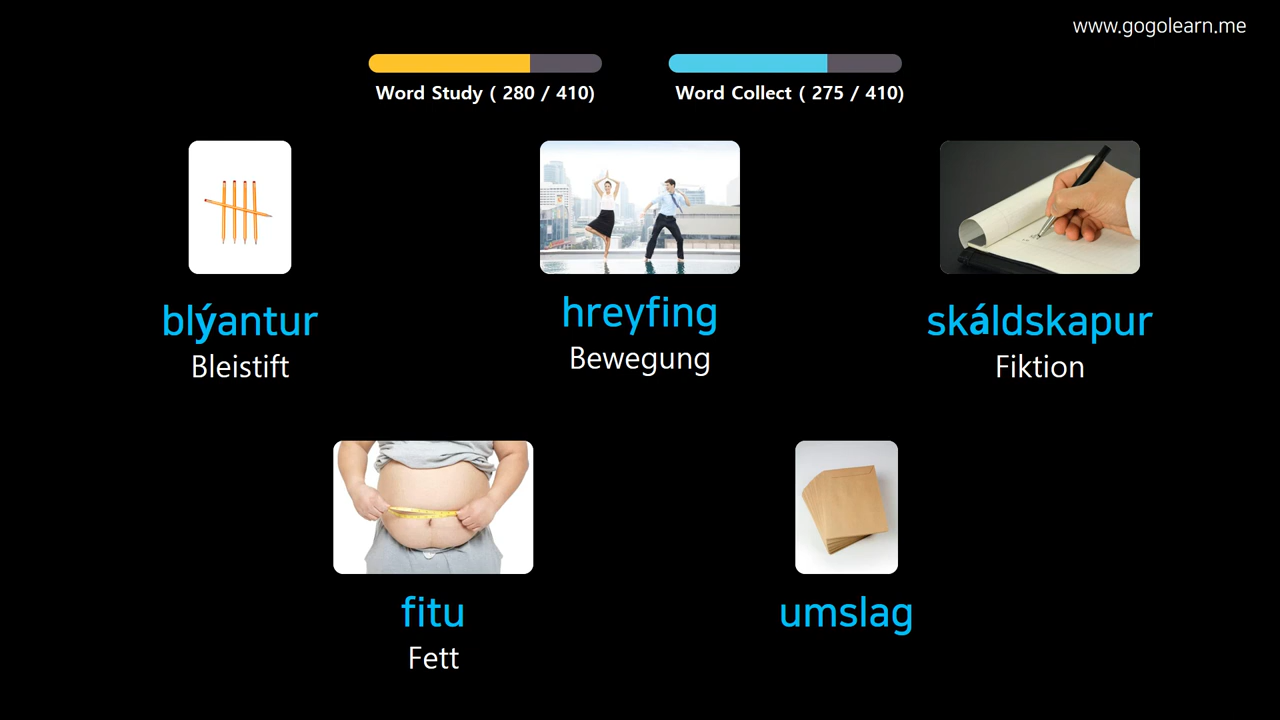 www.gogolearn.me
Word Study ( 280 / 410)
Word Collect ( 275 / 410)
blýantur
Bleistift
hreyfing
Bewegung
skáldskapur
Fiktion
fitu
Fett
umslag